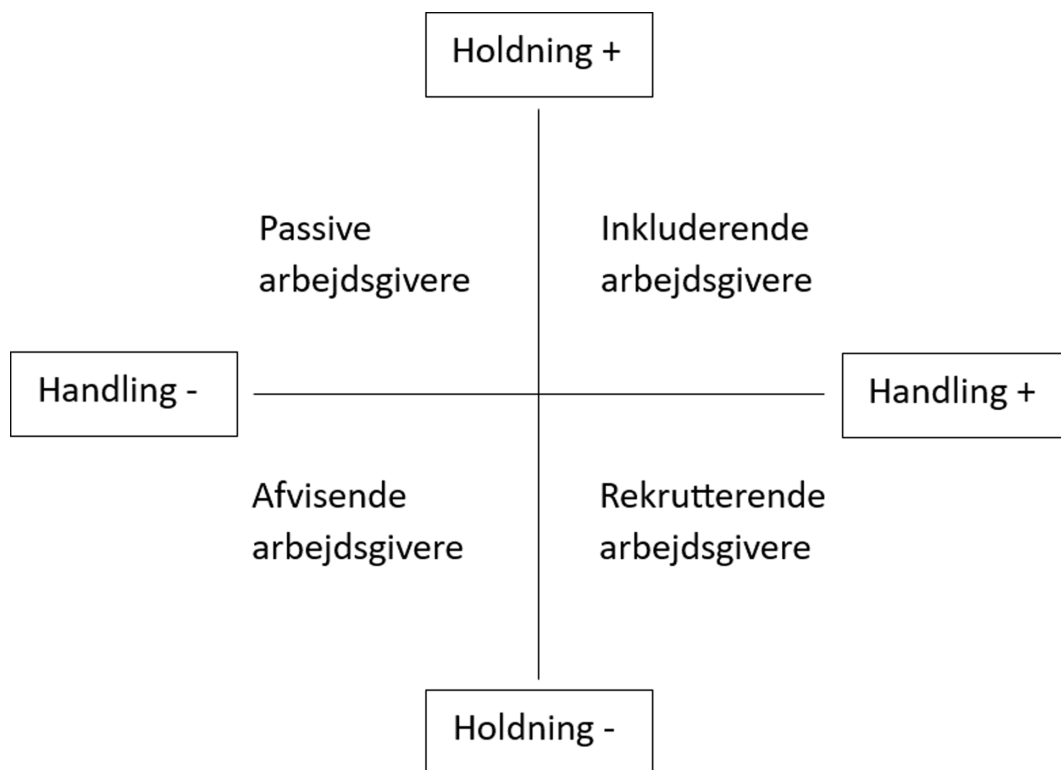 Holdning +
Passive
arbejdsgivere
Inkluderende
arbejdsgivere
Handling -
Handling +
Afvisende
arbejdsgivere
Rekrutterende
arbejdsgivere
Holdning -